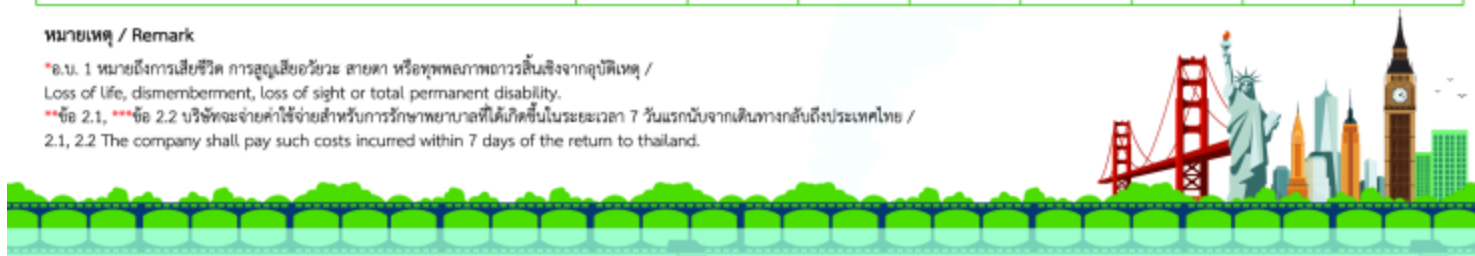 หมายเหตุ / Remark
*อ.บ. 1 หมายถึงการเสียชีวิต การสูญเสียอวัยวะ สายตา หรือทุพพลภาพถาวรสิ้นเชิงจากอุบัติเหตุ /
Loss of life, dismemberment, loss of sight or total permanent disability.
**ข้อ 2.1, ***ข้อ 2.2 บริษัทจะจ่ายค่าใช้จ่ายสำหรับการรักษาพยาบาลที่ได้เกิดขึ้นในระยะเวลา 7 วันแรกนับจากเดินทางกลับถึงประเทศไทย /
2.1, 2.2 The company shall pay such costs incurred within 7 days of the return to thailand.